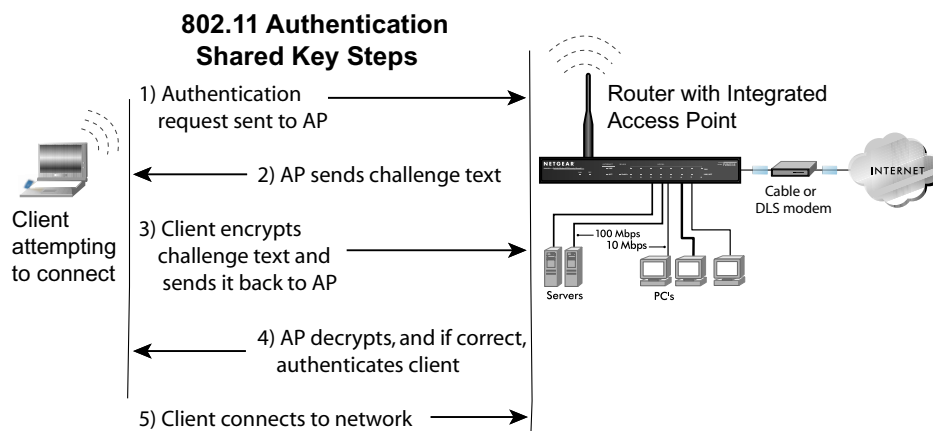 802.11 Authentication
Shared Key Steps
1) Authentication
request sent to AP
2) AP sends challenge text
3) Client encrypts
challenge text and
sends it back to AP
4) AP decrypts, and if correct,
authenticates client
5) Client connects to network
Client
attempting
to connect
Router with Integrated
Access Point
NETGEAR
Cable or
DLS modem
INTERNET
100 Mbps
10 Mbps
Servers
PC's